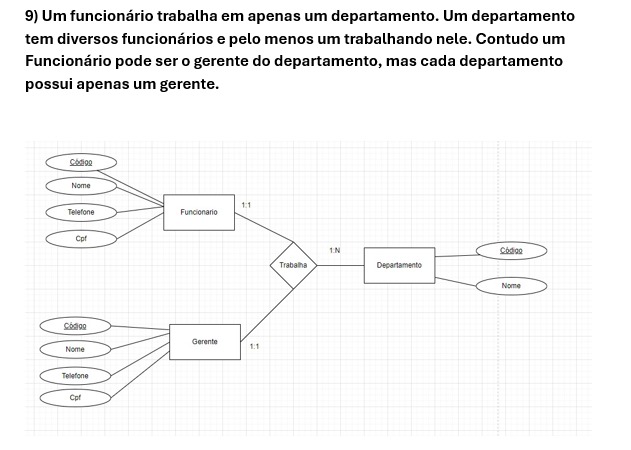 9) Um funcionário trabalha em apenas um departamento. Um departamento
tem diversos funcionários e pelo menos um trabalhando nele. Contudo um
Funcionário pode ser o gerente do departamento, mas cada departamento
possui apenas um gerente.
Código
Nome
Telefone
Cpf
Funcionario
1:1
Trabalha
1:N
Departamento
Código
Nome
Código
Nome
Telefone
Cpf
Gerente
1:1